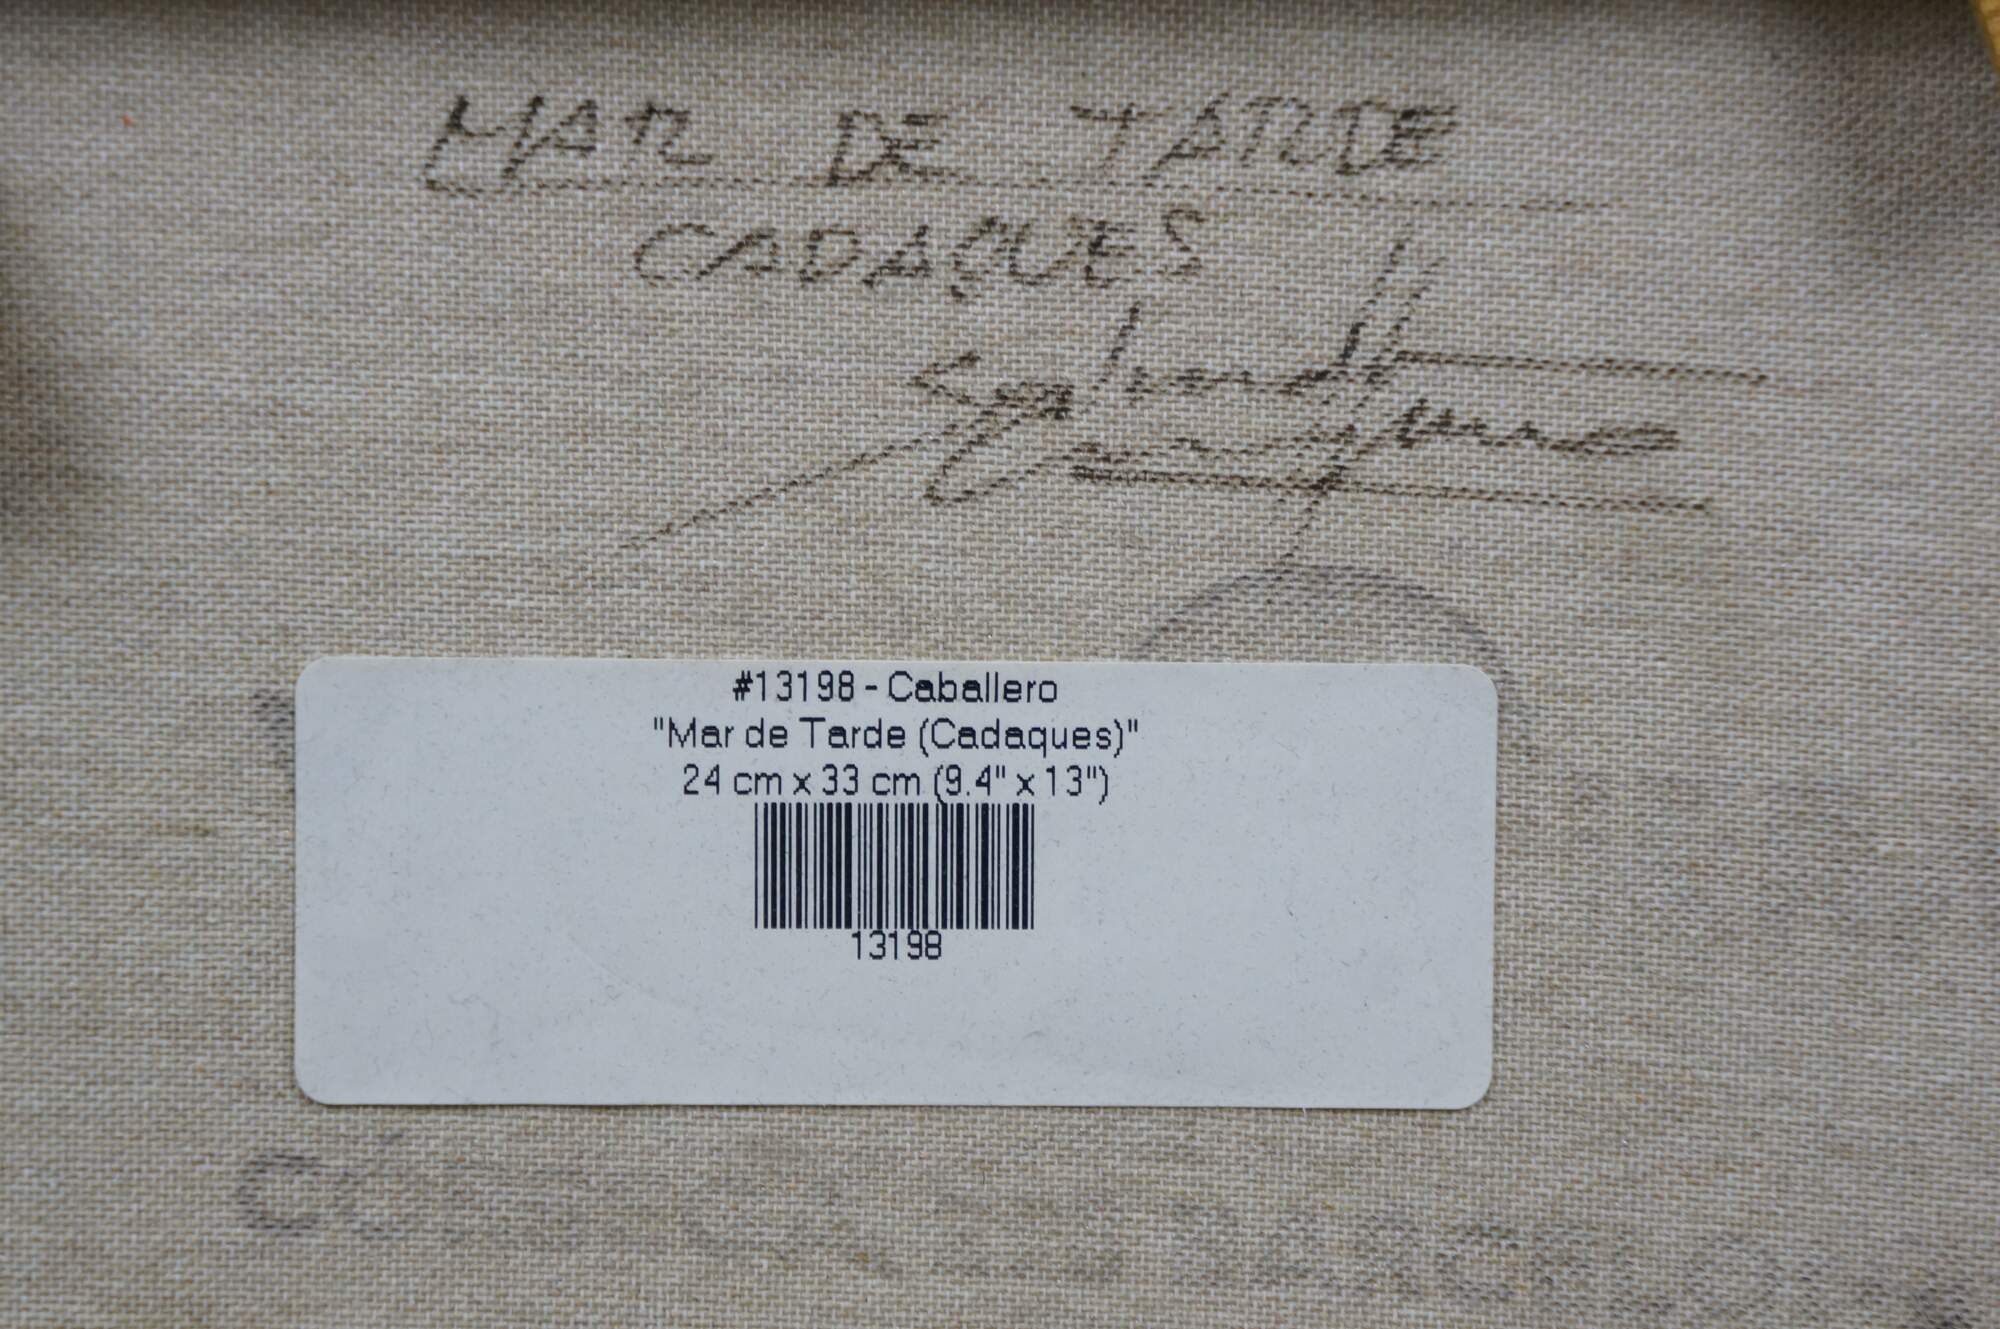 MAR DE TARDE
CADAQUES
#13198 - Caballero
"Mar de Tarde (Cadaques)"
24 cm x 33 cm (9.4" x 13")
13198